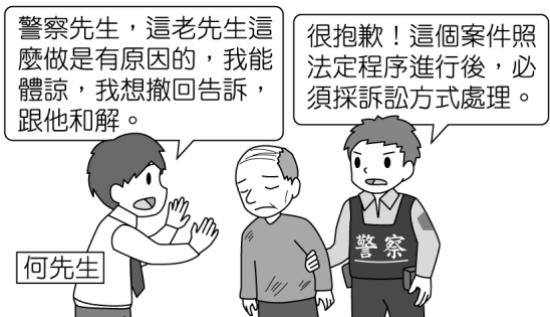 警察先生，這老先生這
麼做是有原因的，我能
體諒，我想撤回告訴，
跟他和解。
很抱歉！這個案件照
法定程序進行後，必
須採訴訟方式處理。
何先生
警察